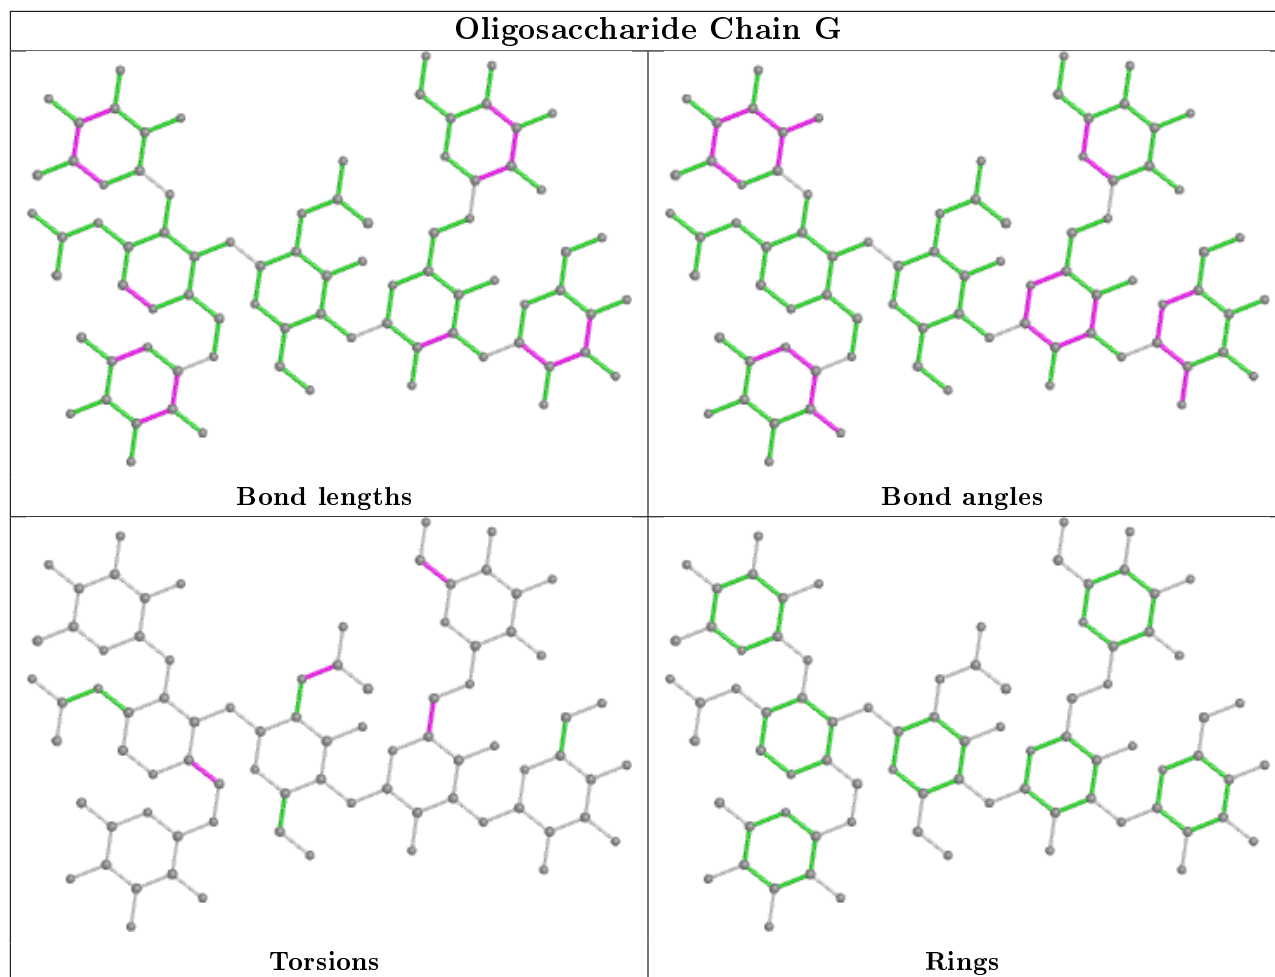 Oligosaccharide Chain G
Bond lengths
Bond angles
Torsions
Rings